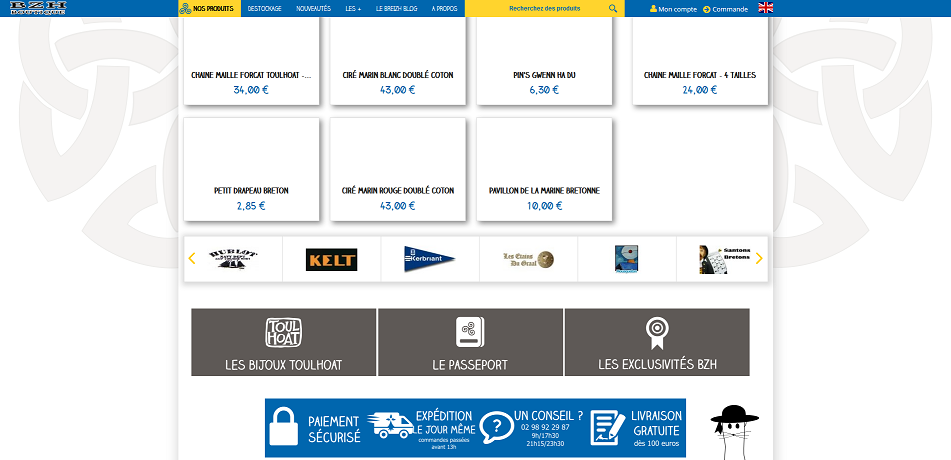 BZH
BOUTIQUE
NOS PRODUITS
DESTOCKAGE
NOUVEAUTÉS
LES +
LE BREIZH BLOG
A PROPOS
Recherchez des produits
Mon compte
Commande
CHAINE MAILLE FORCAT TOULHOAT -...
34,00 €
CIRÉ MARIN BLANC DOUBLÉ COTON
43,00 €
PIN'S GWENN HA DU
6,30 €
CHAINE MAILLE FORCAT - 4 TAILLES
24,00 €
PETIT DRAPEAU BRETON
2,85 €
CIRÉ MARIN ROUGE DOUBLÉ COTON
43,00 €
PAVILLON DE LA MARINE BRETONNE
10,00 €
HUBLOT
KELT
Kerbriant
Les Etains
Du Graal
Santons
Bretons
TOUL
HOAT
LES BIJOUX TOULHOAT
LE PASSEPORT
LES EXCLUSIVITÉS BZH
PAIEMENT
SÉCURISÉ
EXPÉDITION
LE JOUR MÊME
commandes passées
avant 13h
UN CONSEIL ?
02 98 92 29 87
9h/17h30
21h15/23h30
LIVRAISON
GRATUITE
dès 100 euros